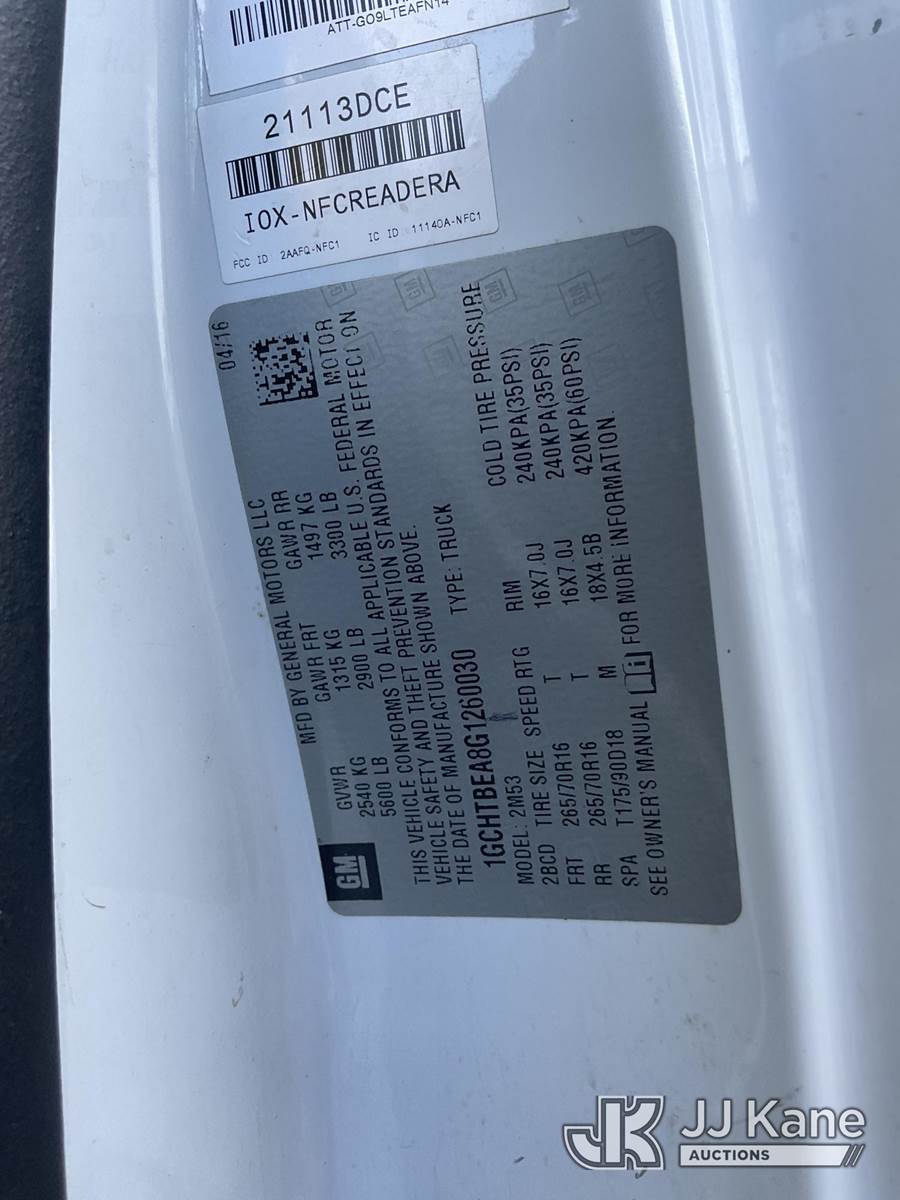 ATT-GO9LTEAFN14
21113DCE
IOX-NFCREADERA
FCC ID 2AAFQ-NFC1 IC ID 11140A-NFC1
04/16
MFD BY GENERAL MOTORS LLC
GVWR GAWR FRT GAWR RR
2540 KG 1315 KG 1497 KG
5600 LB 2900 LB 3300 LB
THIS VEHICLE CONFORMS TO ALL APPLICABLE U.S. FEDERAL MOTOR
VEHICLE SAFETY AND THEFT PREVENTION STANDARDS IN EFFECT ON
THE DATE OF MANUFACTURE SHOWN ABOVE.
1GCHTBEA8G1260030 TYPE: TRUCK
MODEL: 2M53
2BCD TIRE SIZE SPEED RTG RIM COLD TIRE PRESSURE
FRT 265/70R16 T 16X7.0J 240KPA(35PSI)
RR 265/70R16 T 16X7.0J 240KPA(35PSI)
SPA T175/90D18 M 18X4.5B 420KPA(60PSI)
SEE OWNER'S MANUAL FOR MORE INFORMATION.
GM
JK JJ Kane
AUCTIONS